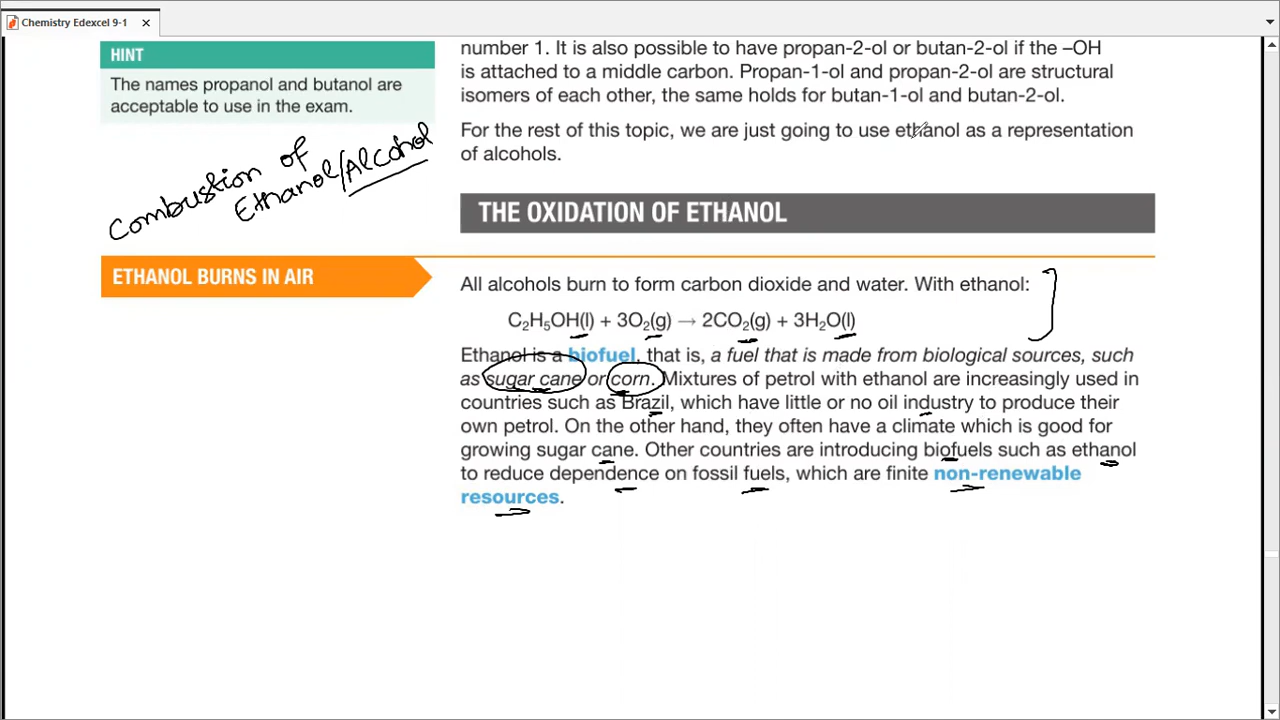 Chemistry Edexcel 9-1
HINT
The names propanol and butanol are
acceptable to use in the exam.
number 1. It is also possible to have propan-2-ol or butan-2-ol if the –OH
is attached to a middle carbon. Propan-1-ol and propan-2-ol are structural
isomers of each other, the same holds for butan-1-ol and butan-2-ol.
For the rest of this topic, we are just going to use ethanol as a representation
of alcohols.
Combustion of
Ethanol/Alcohol
THE OXIDATION OF ETHANOL
ETHANOL BURNS IN AIR
All alcohols burn to form carbon dioxide and water. With ethanol:
C₂H₅OH(l) + 3O₂(g) → 2CO₂(g) + 3H₂O(l)
Ethanol is a biofuel, that is, a fuel that is made from biological sources, such
as sugar cane or corn. Mixtures of petrol with ethanol are increasingly used in
countries such as Brazil, which have little or no oil industry to produce their
own petrol. On the other hand, they often have a climate which is good for
growing sugar cane. Other countries are introducing biofuels such as ethanol
to reduce dependence on fossil fuels, which are finite non-renewable
resources.